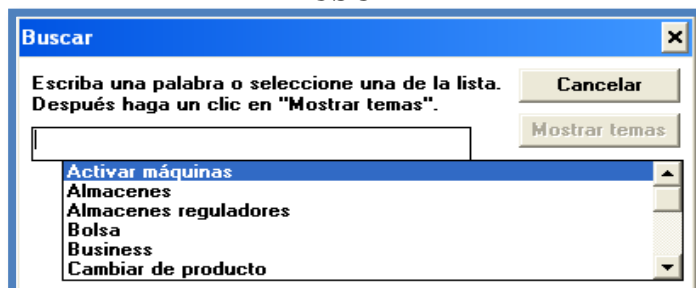 Buscar
Escriba una palabra o seleccione una de la lista.
Después haga un clic en "Mostrar temas".
Cancelar
Mostrar temas
Activar máquinas
Almacenes
Almacenes reguladores
Bolsa
Business
Cambiar de producto